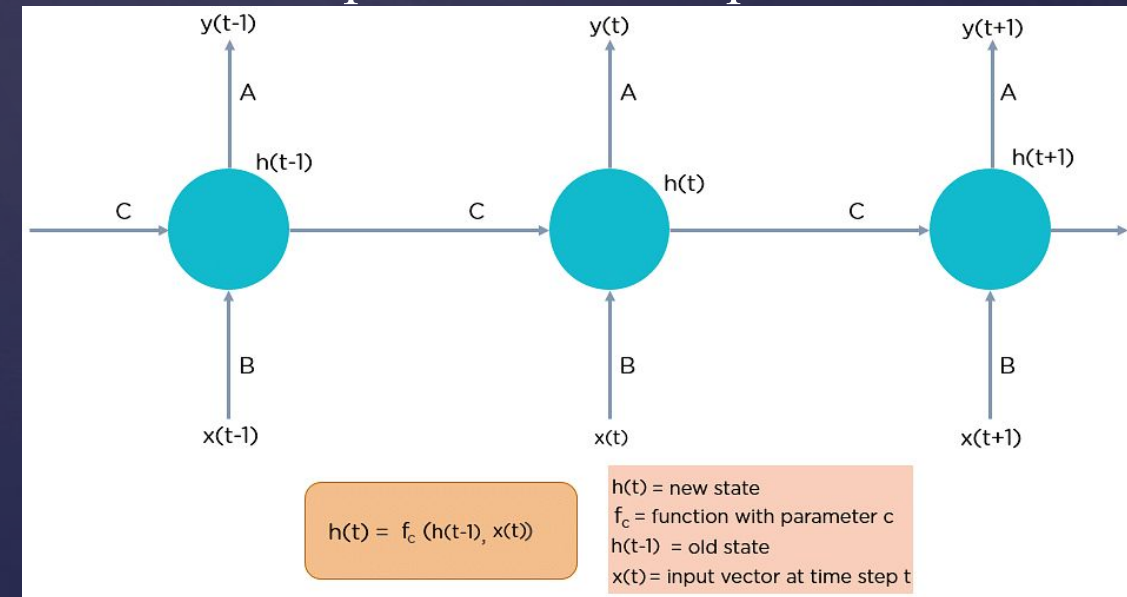 y(t-1) y(t) y(t+1)
A A A
h(t-1) h(t) h(t+1)
C C C
B B B
x(t-1) x(t) x(t+1)
h(t) = f_c (h(t-1), x(t))
h(t) = new state
f_c = function with parameter c
h(t-1) = old state
x(t) = input vector at time step t